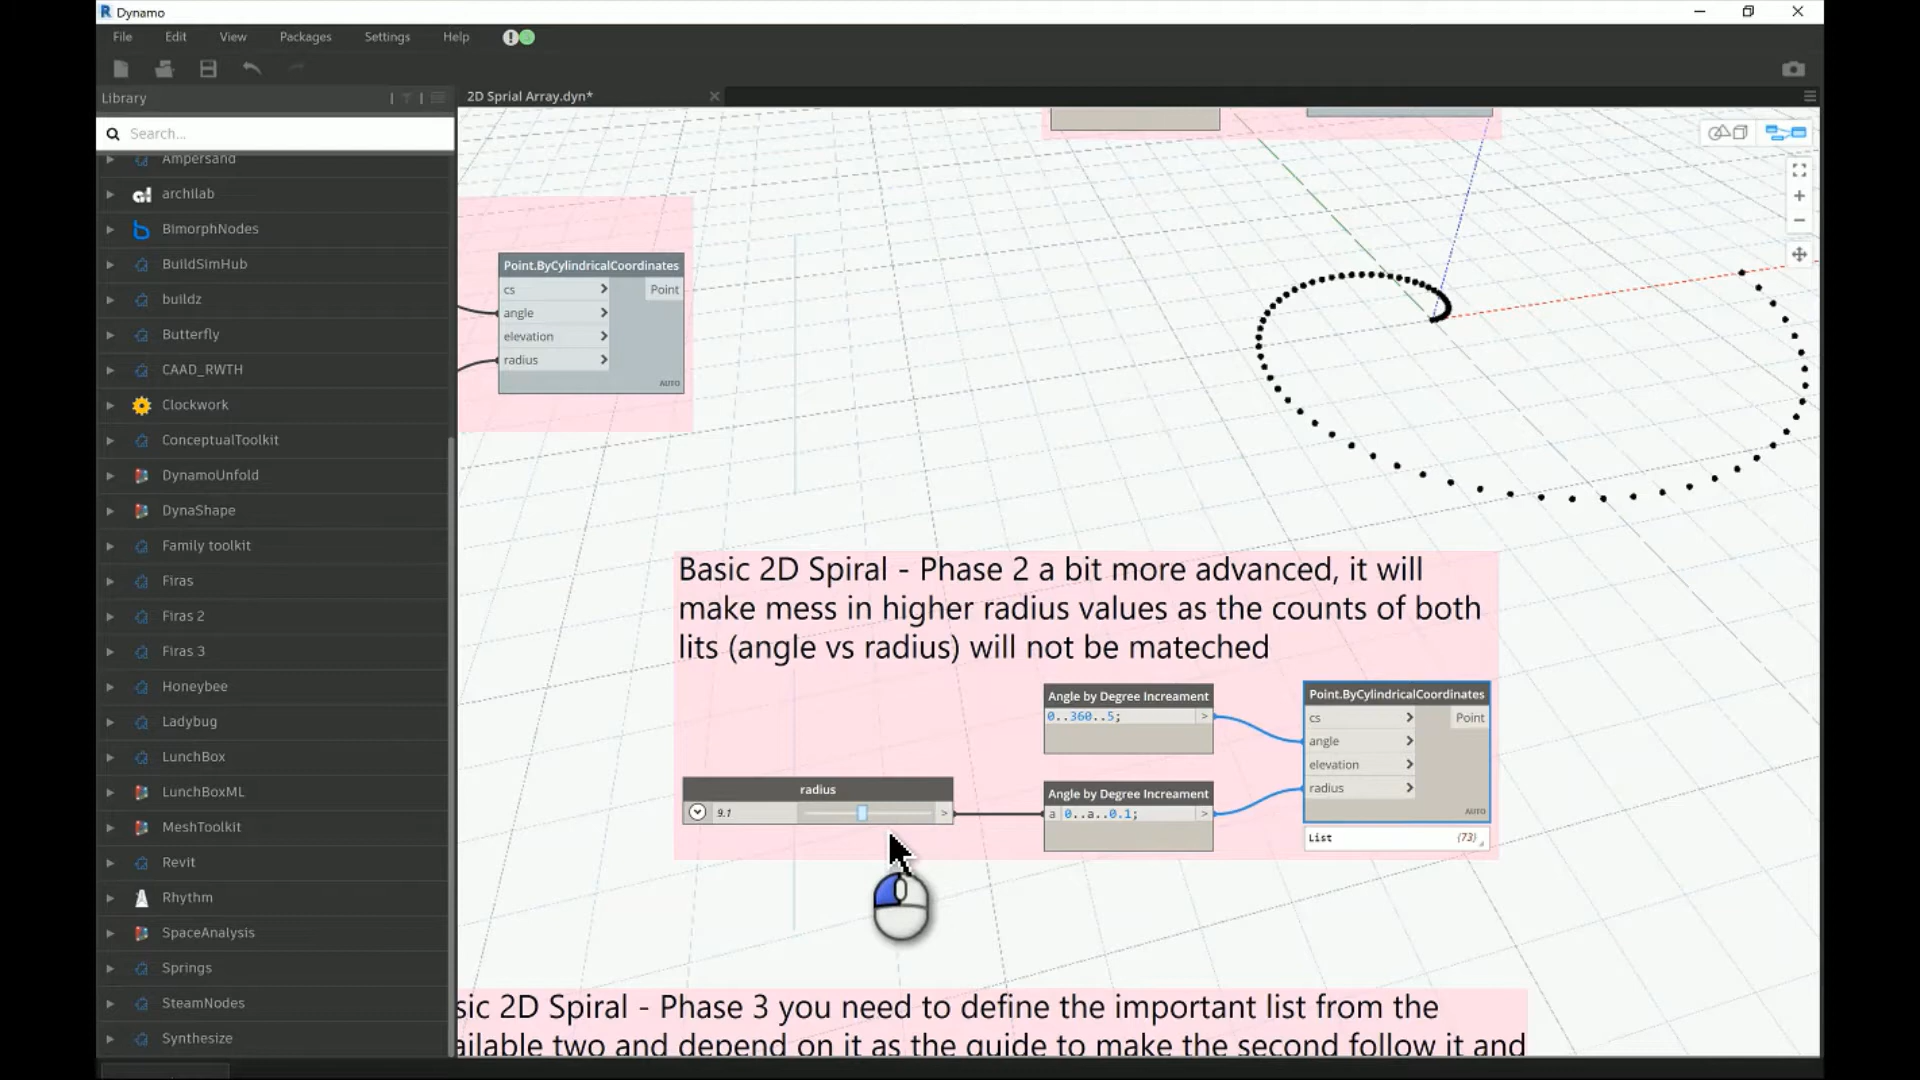 Dynamo
File Edit View Packages Settings Help
Library
2D Sprial Array.dyn*
Search...
Ampersand
archilab
BimorphNodes
BuildSimHub
buildz
Butterfly
CAAD_RWTH
Clockwork
ConceptualToolkit
DynamoUnfold
DynaShape
Family toolkit
Firas
Firas 2
Firas 3
Honeybee
Ladybug
LunchBox
LunchBoxML
MeshToolkit
Revit
Rhythm
SpaceAnalysis
Springs
SteamNodes
Synthesize
Point.ByCylindricalCoordinates
cs > Point
angle >
elevation >
radius >
AUTO
Basic 2D Spiral - Phase 2 a bit more advanced, it will
make mess in higher radius values as the counts of both
lits (angle vs radius) will not be mateched
Angle by Degree Increament
0..360..5; >
radius
9.1 >
Angle by Degree Increament
a 0..a..0.1; >
Point.ByCylindricalCoordinates
cs > Point
angle >
elevation >
radius >
AUTO
List {73}
sic 2D Spiral - Phase 3 you need to define the important list from the
ailable two and depend on it as the guide to make the second follow it and